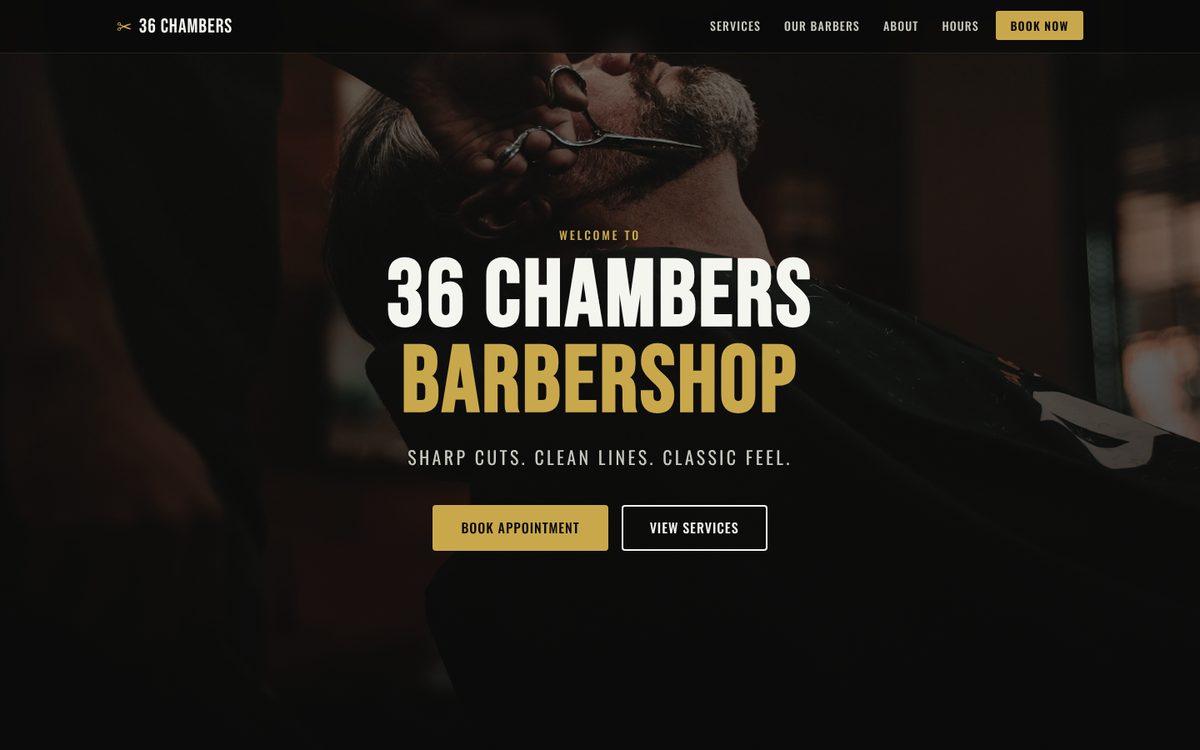 36 CHAMBERS
SERVICES
OUR BARBERS
ABOUT
HOURS
BOOK NOW
WELCOME TO
36 CHAMBERS
BARBERSHOP
SHARP CUTS. CLEAN LINES. CLASSIC FEEL.
BOOK APPOINTMENT
VIEW SERVICES